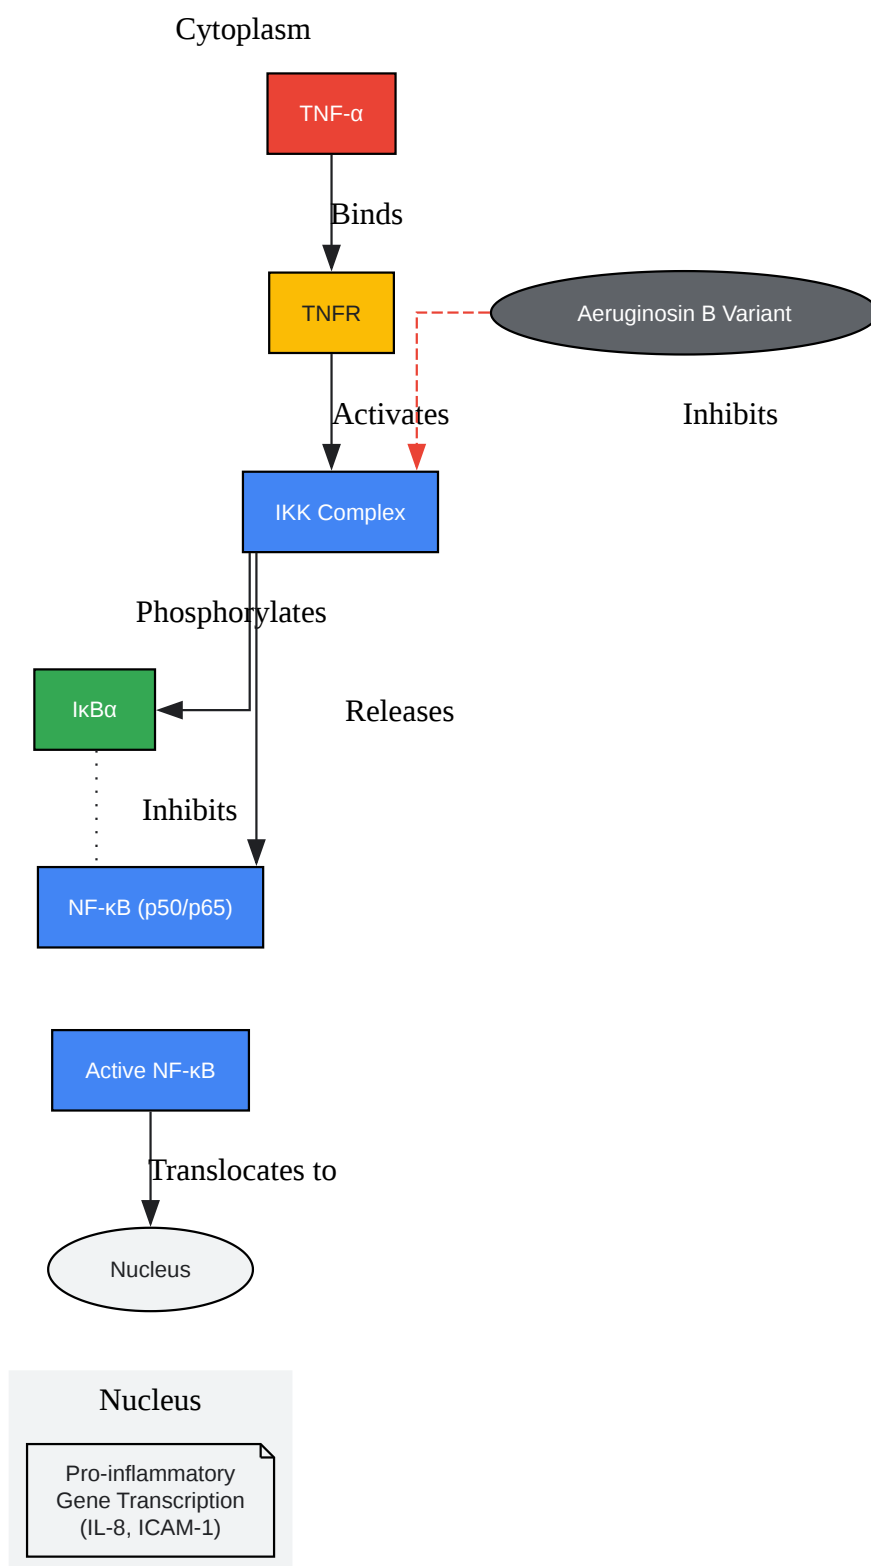 Cytoplasm
TNF-α
Binds
TNFR
Aeruginosin B Variant
Activates
Inhibits
IKK Complex
Phosphorylates
IκBα
Releases
Inhibits
NF-κB (p50/p65)
Active NF-κB
Translocates to
Nucleus
Nucleus
Pro-inflammatory
Gene Transcription
(IL-8, ICAM-1)